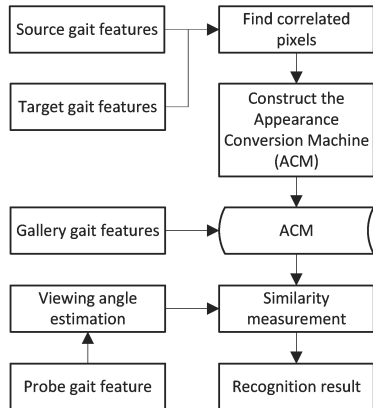 Source gait features
Find correlated
pixels
Target gait features
Construct the
Appearance
Conversion Machine
(ACM)
Gallery gait features
ACM
Viewing angle
estimation
Similarity
measurement
Probe gait feature
Recognition result